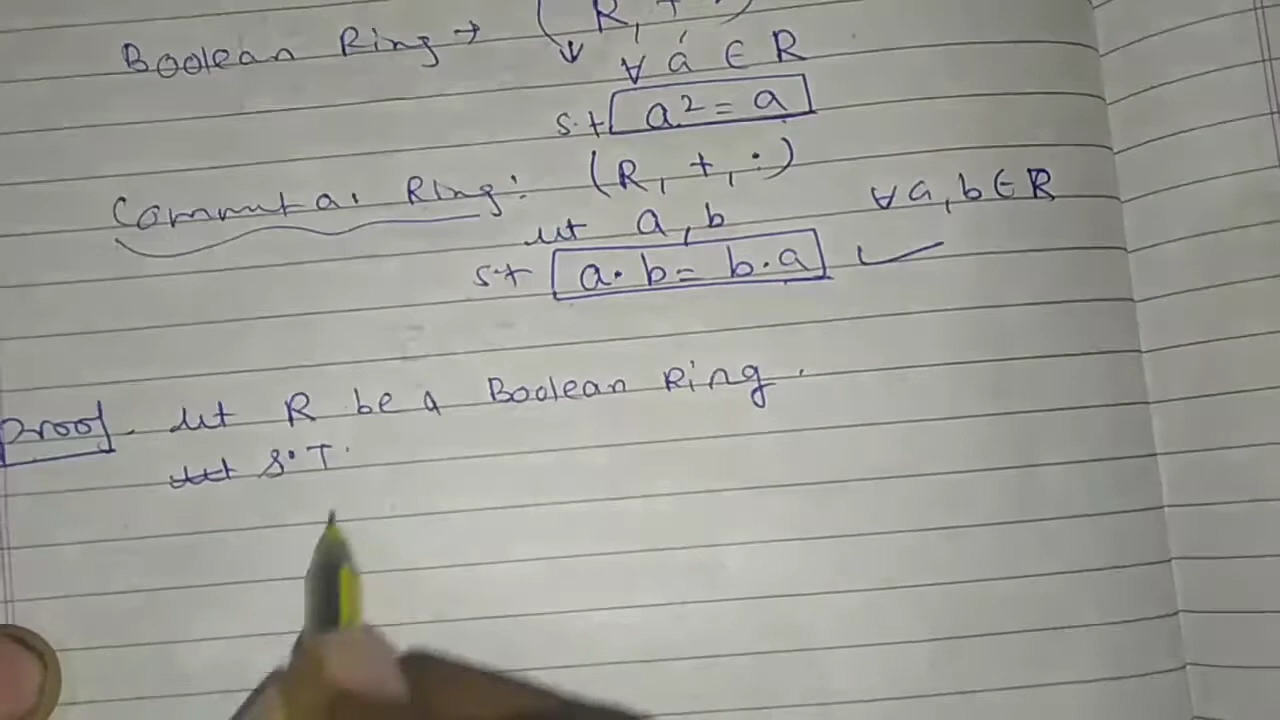 Boolean Ring → (R, + ·)
∀ a ∈ R
s.t a² = a
Commuta. Ring: (R, +, ·)
let a, b ∀ a, b ∈ R
s.t a · b = b · a
Proof. let R be a Boolean Ring.
S.T.